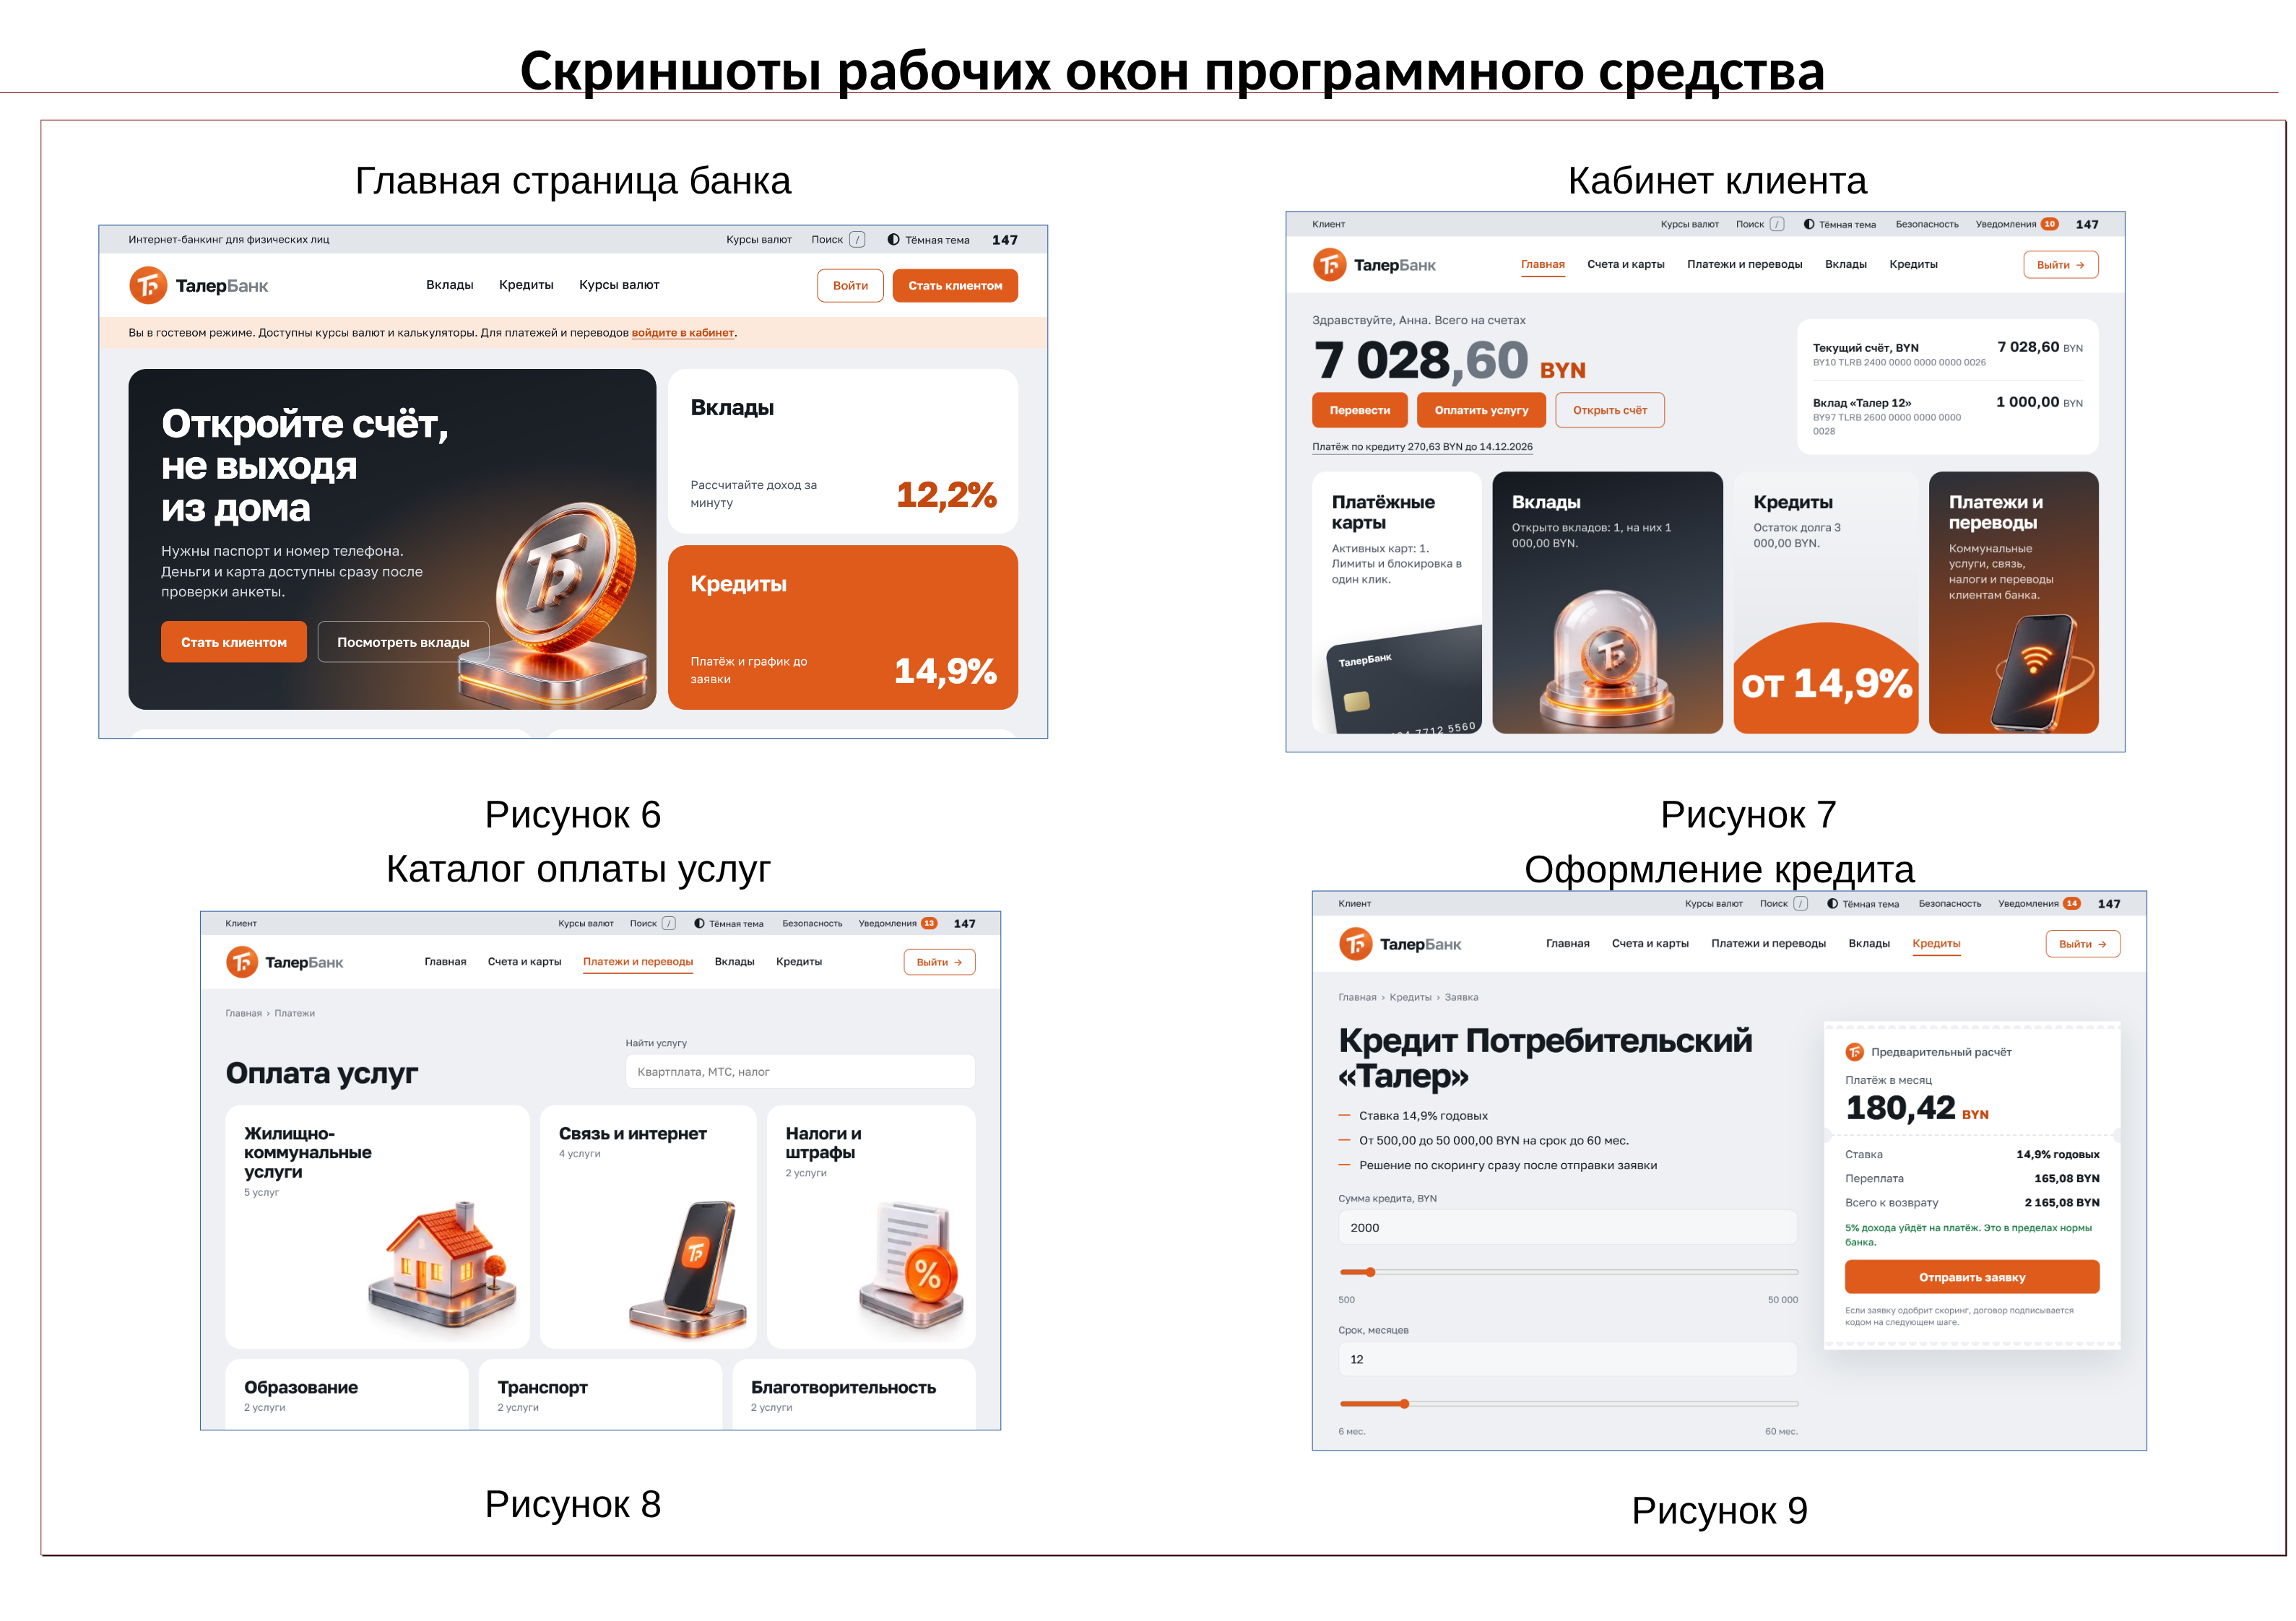 Скриншоты рабочих окон программного средства
Главная страница банка
Интернет-банкинг для физических лиц
Курсы валют
Поиск /
Тёмная тема
147
ТалерБанк
Вклады
Кредиты
Курсы валют
Войти
Стать клиентом
Вы в гостевом режиме. Доступны курсы валют и калькуляторы. Для платежей и переводов войдите в кабинет.
Откройте счёт,
не выходя
из дома
Нужны паспорт и номер телефона.
Деньги и карта доступны сразу после
проверки анкеты.
Стать клиентом
Посмотреть вклады
Вклады
Рассчитайте доход за
минуту
12,2%
Кредиты
Платёж и график до
заявки
14,9%
Рисунок 6
Кабинет клиента
Клиент
Курсы валют
Поиск /
Тёмная тема
Безопасность
Уведомления 10
147
ТалерБанк
Главная
Счета и карты
Платежи и переводы
Вклады
Кредиты
Выйти →
Здравствуйте, Анна. Всего на счетах
7 028,60 BYN
Перевести
Оплатить услугу
Открыть счёт
Платёж по кредиту 270,63 BYN до 14.12.2026
Текущий счёт, BYN
7 028,60 BYN
BY10 TLRB 2400 0000 0000 0000 0026
Вклад «Талер 12»
1 000,00 BYN
BY97 TLRB 2600 0000 0000 0000
0028
Платёжные
карты
Активных карт: 1.
Лимиты и блокировка в
один клик.
ТалерБанк
7712 5560
Вклады
Открыто вкладов: 1, на них 1
000,00 BYN.
Кредиты
Остаток долга 3
000,00 BYN.
от 14,9%
Платежи и
переводы
Коммунальные
услуги, связь,
налоги и переводы
клиентам банка.
Рисунок 7
Каталог оплаты услуг
Клиент
Курсы валют
Поиск /
Тёмная тема
Безопасность
Уведомления 13
147
ТалерБанк
Главная
Счета и карты
Платежи и переводы
Вклады
Кредиты
Выйти →
Главная › Платежи
Оплата услуг
Найти услугу
Квартплата, МТС, налог
Жилищно-
коммунальные
услуги
5 услуг
Связь и интернет
4 услуги
Налоги и
штрафы
2 услуги
%
Образование
2 услуги
Транспорт
2 услуги
Благотворительность
2 услуги
Рисунок 8
Оформление кредита
Клиент
Курсы валют
Поиск /
Тёмная тема
Безопасность
Уведомления 14
147
ТалерБанк
Главная
Счета и карты
Платежи и переводы
Вклады
Кредиты
Выйти →
Главная › Кредиты › Заявка
Кредит Потребительский
«Талер»
— Ставка 14,9% годовых
— От 500,00 до 50 000,00 BYN на срок до 60 мес.
— Решение по скорингу сразу после отправки заявки
Сумма кредита, BYN
2000
500
50 000
Срок, месяцев
12
6 мес.
60 мес.
Предварительный расчёт
Платёж в месяц
180,42 BYN
Ставка
14,9% годовых
Переплата
165,08 BYN
Всего к возврату
2 165,08 BYN
5% дохода уйдёт на платёж. Это в пределах нормы
банка.
Отправить заявку
Если заявку одобрит скоринг, договор подписывается
кодом на следующем шаге.
Рисунок 9